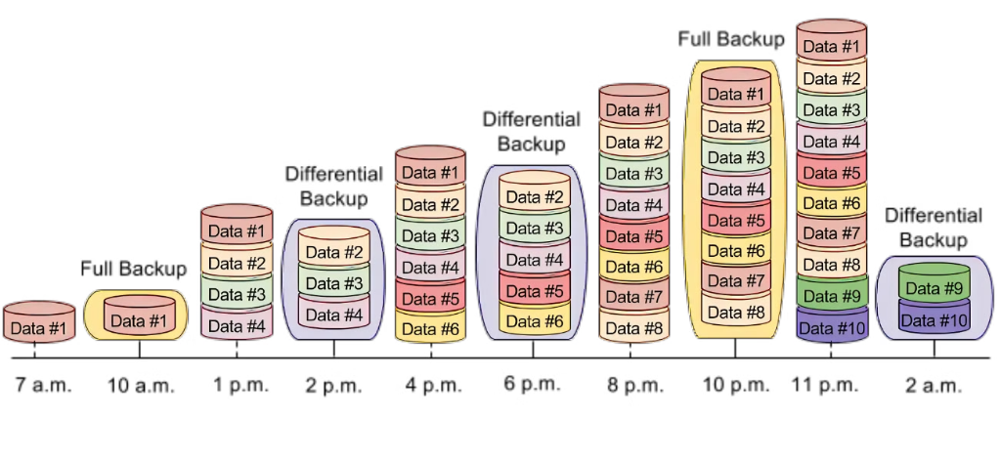 Data #1
7 a.m.
Full Backup
Data #1
10 a.m.
Data #1
Data #2
Data #3
Data #4
1 p.m.
Differential
Backup
Data #2
Data #3
Data #4
2 p.m.
Data #1
Data #2
Data #3
Data #4
Data #5
Data #6
4 p.m.
Differential
Backup
Data #2
Data #3
Data #4
Data #5
Data #6
6 p.m.
Data #1
Data #2
Data #3
Data #4
Data #5
Data #6
Data #7
Data #8
8 p.m.
Full Backup
Data #1
Data #2
Data #3
Data #4
Data #5
Data #6
Data #7
Data #8
10 p.m.
Data #1
Data #2
Data #3
Data #4
Data #5
Data #6
Data #7
Data #8
Data #9
Data #10
11 p.m.
Differential
Backup
Data #9
Data #10
2 a.m.